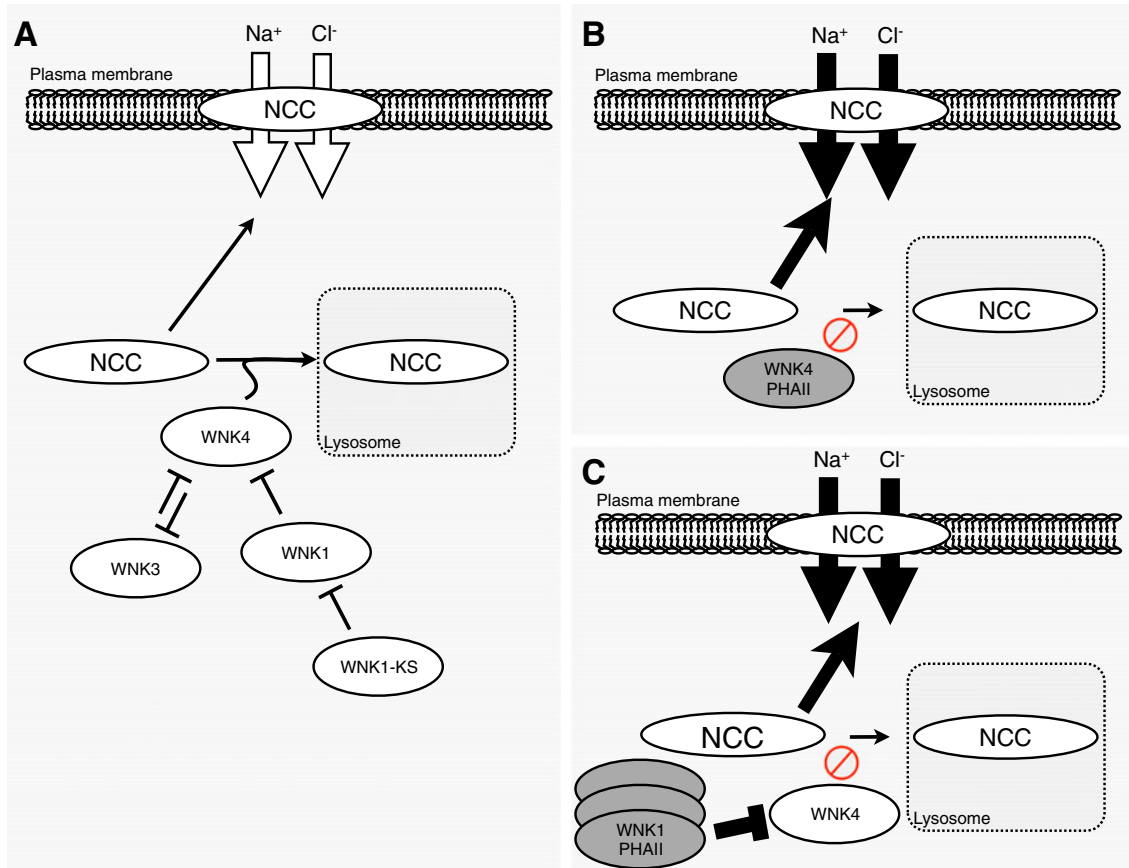 A
Na+ Cl-
Plasma membrane
NCC
NCC
NCC
WNK4
Lysosome
WNK3
WNK1
WNK1-KS
B
Na+ Cl-
Plasma membrane
NCC
NCC
NCC
WNK4
PHAII
Lysosome
C
Na+ Cl-
Plasma membrane
NCC
NCC
NCC
WNK1
PHAII
WNK4
Lysosome